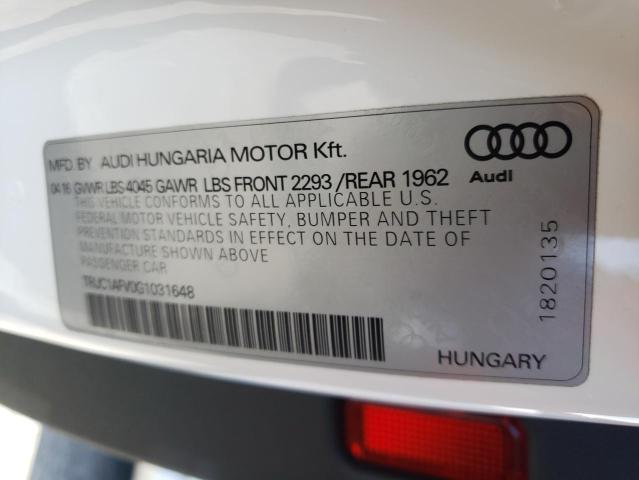 MFD. BY AUDI HUNGARIA MOTOR Kft.
04 16 GVWR LBS 4045 GAWR LBS FRONT 2293 /REAR 1962
THIS VEHICLE CONFORMS TO ALL APPLICABLE U.S.
FEDERAL MOTOR VEHICLE SAFETY, BUMPER AND THEFT
PREVENTION STANDARDS IN EFFECT ON THE DATE OF
MANUFACTURE SHOWN ABOVE
PASSENGER CAR
TRUC1AFV0G1031648
Audi
1820135
HUNGARY